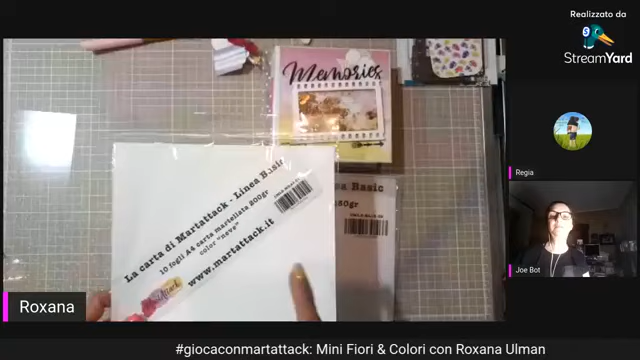 Realizzato da
StreamYard
Memories
La carta di Martattack - Linea Basic
10 fogli A4 carta martellata 200gr
color "neve"
www.martattack.it
Basic
Regia
Joe Bot
Roxana
#giocaconmartattack: Mini Fiori & Colori con Roxana Ulman